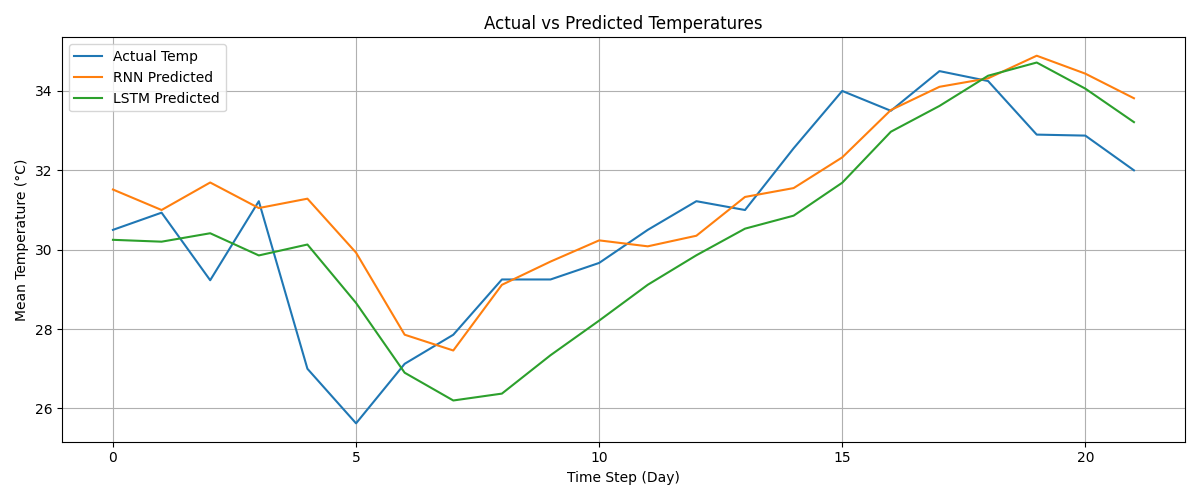 Actual vs Predicted Temperatures
Actual Temp
RNN Predicted
LSTM Predicted
Mean Temperature (°C)
34
32
30
28
26
0 5 10 15 20
Time Step (Day)